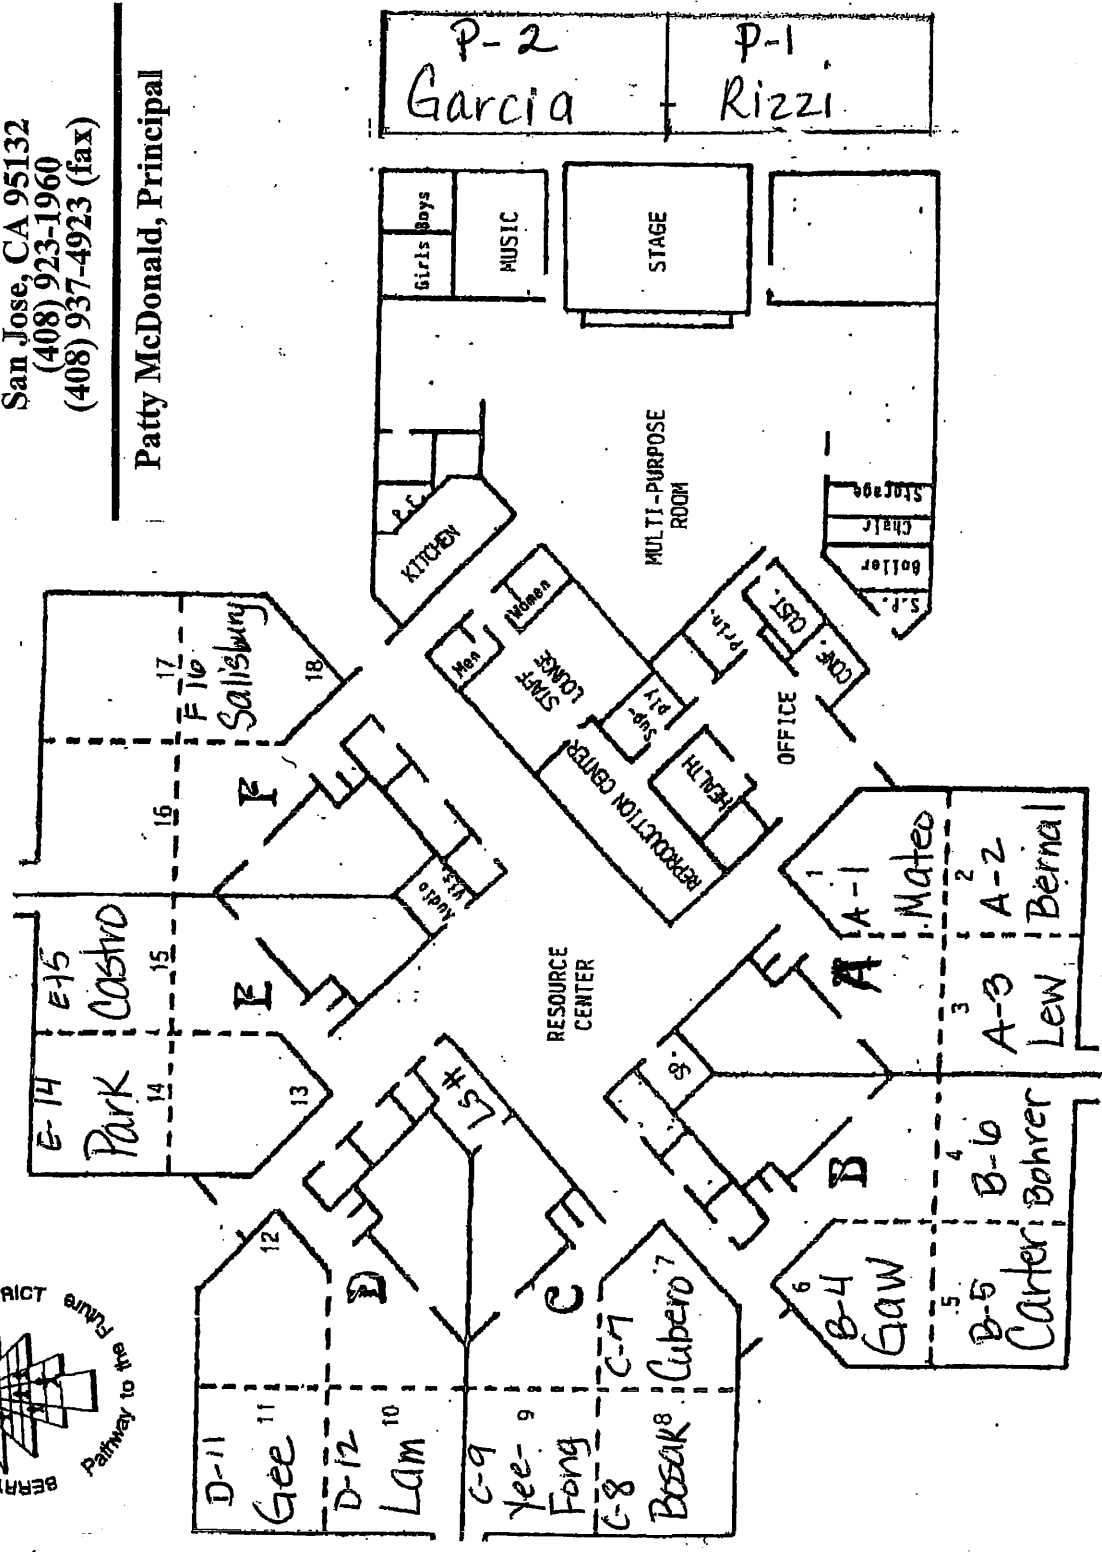 San Jose, CA 95132
(408) 923-1960
(408) 937-4923 (fax)
Patty McDonald, Principal
RICT
Pathway to the Future
BERRY
P-2
Garcia
P-1
Rizzi
Girls
Boys
MUSIC
STAGE
MULTI-PURPOSE
ROOM
P.C.
KITCHEN
Storage
Chair
Boiler
S.P.
Men
Women
STAFF
LOUNGE
Sup-
ply
Prin.
CUST.
CONF.
OFFICE
HEALTH
REPRODUCTION CENTER
RESOURCE
CENTER
17
F 16
Salisbury
18
16
F
Audio
Vis.
E-15
Castro
15
E
E-14
Park
14
13
LSH
12
D
D-11
Gee
11
D-12
Lam
10
C-9
Yee-
Fong
9
C
C-7
Cubero
7
C-8
Bosak
8
B-4
Gaw
6
B-5
Carter
5
B-6
Bohrer
4
B
A
A-3
Lew
3
A-1
Mateo
1
A-2
Bernal
2